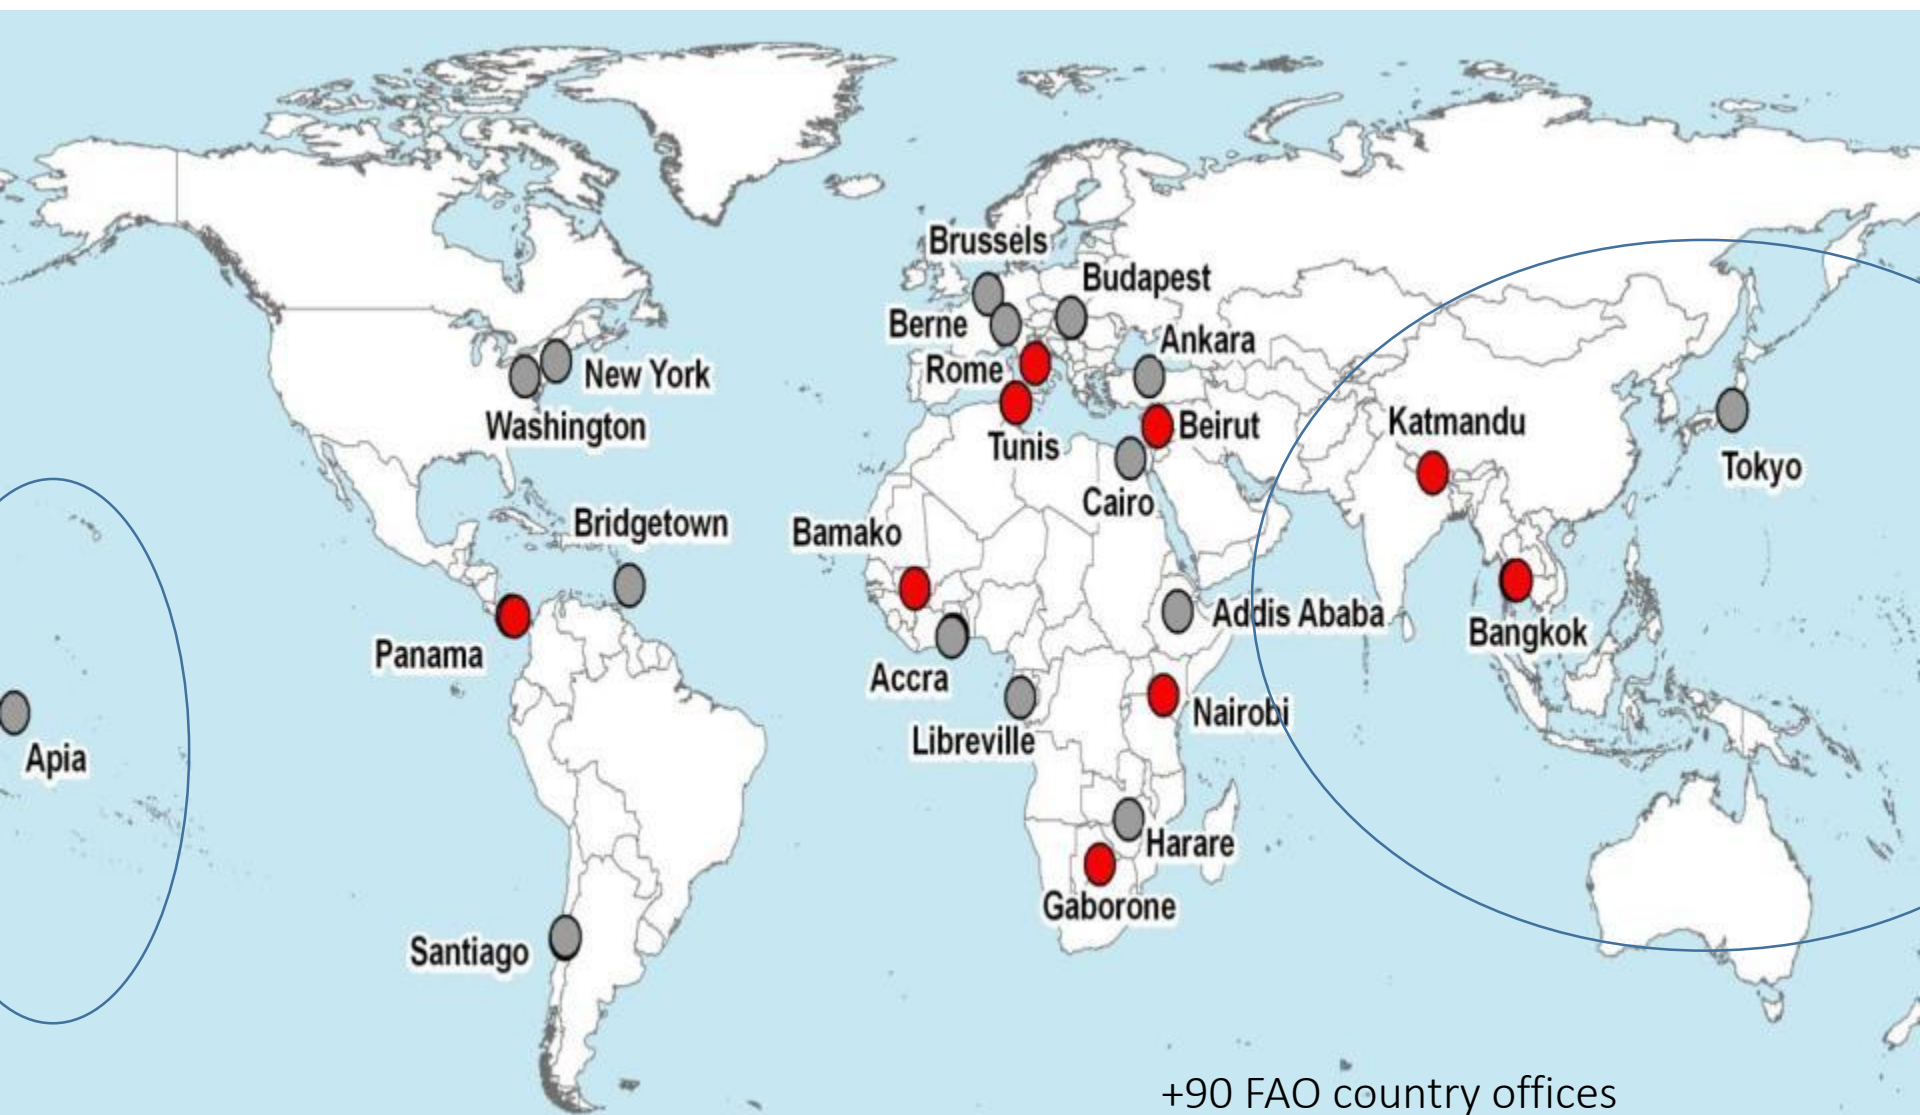 Brussels
Budapest
Berne
Ankara
Rome
New York
Washington
Tunis
Beirut
Katmandu
Tokyo
Cairo
Bridgetown
Bamako
Addis Ababa
Bangkok
Panama
Accra
Nairobi
Libreville
Apia
Harare
Gaborone
Santiago
+90 FAO country offices